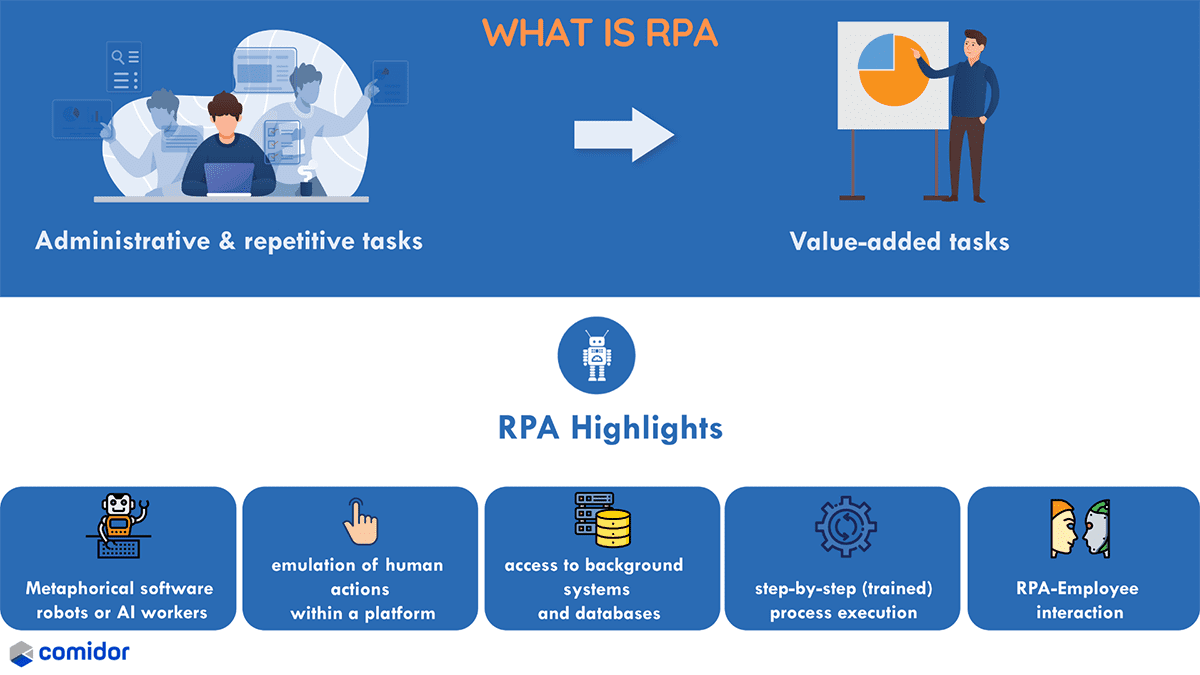 WHAT IS RPA
Administrative & repetitive tasks
Value-added tasks
RPA Highlights
Metaphorical software
robots or AI workers
emulation of human
actions
within a platform
access to background
systems
and databases
step-by-step (trained)
process execution
RPA-Employee
interaction
comidor